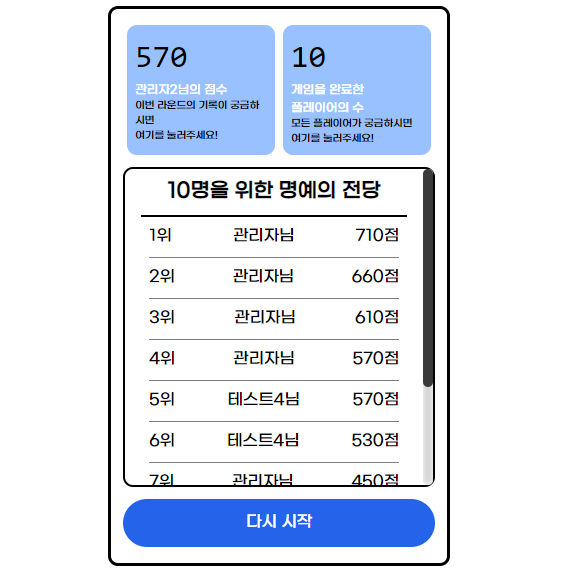 570
관리자2님의 점수
이번 라운드의 기록이 궁금하
시면
여기를 눌러주세요!
10
게임을 완료한
플레이어의 수
모든 플레이어가 궁금하시면
여기를 눌러주세요!
10명을 위한 명예의 전당
1위 관리자님 710점
2위 관리자님 660점
3위 관리자님 610점
4위 관리자님 570점
5위 테스트4님 570점
6위 테스트4님 530점
7위 관리자님 450점
다시 시작